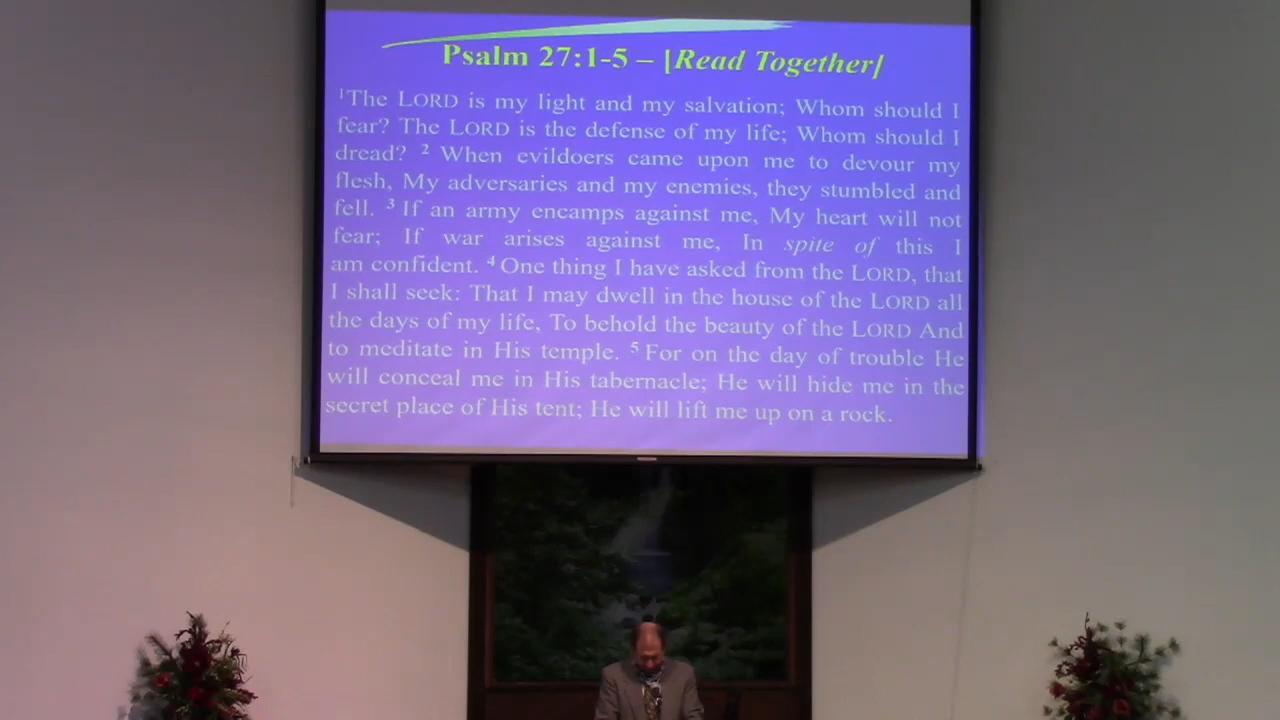 Psalm 27:1-5 – [Read Together]
¹The LORD is my light and my salvation; Whom should I
fear? The LORD is the defense of my life; Whom should I
dread? ² When evildoers came upon me to devour my
flesh, My adversaries and my enemies, they stumbled and
fell. ³ If an army encamps against me, My heart will not
fear; If war arises against me, In spite of this I
am confident. ⁴ One thing I have asked from the LORD, that
I shall seek: That I may dwell in the house of the LORD all
the days of my life, To behold the beauty of the LORD And
to meditate in His temple. ⁵ For on the day of trouble He
will conceal me in His tabernacle; He will hide me in the
secret place of His tent; He will lift me up on a rock.